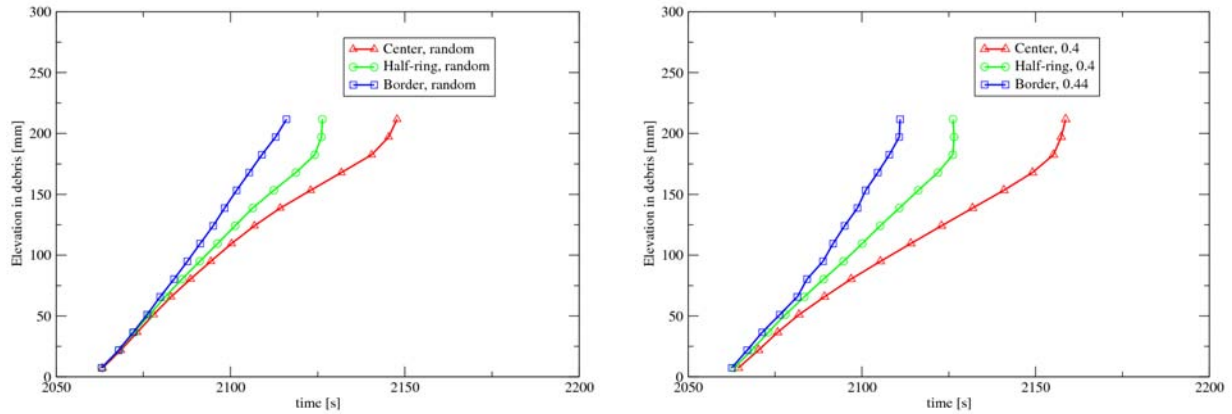 300
250
200
150
100
50
0
Elevation in debris [mm]
Center, random
Half-ring, random
Border, random
2050
2100
2150
2200
time [s]
300
250
200
150
100
50
0
Elevation in debris [mm]
Center, 0.4
Half-ring, 0.4
Border, 0.44
2050
2100
2150
2200
time [s]